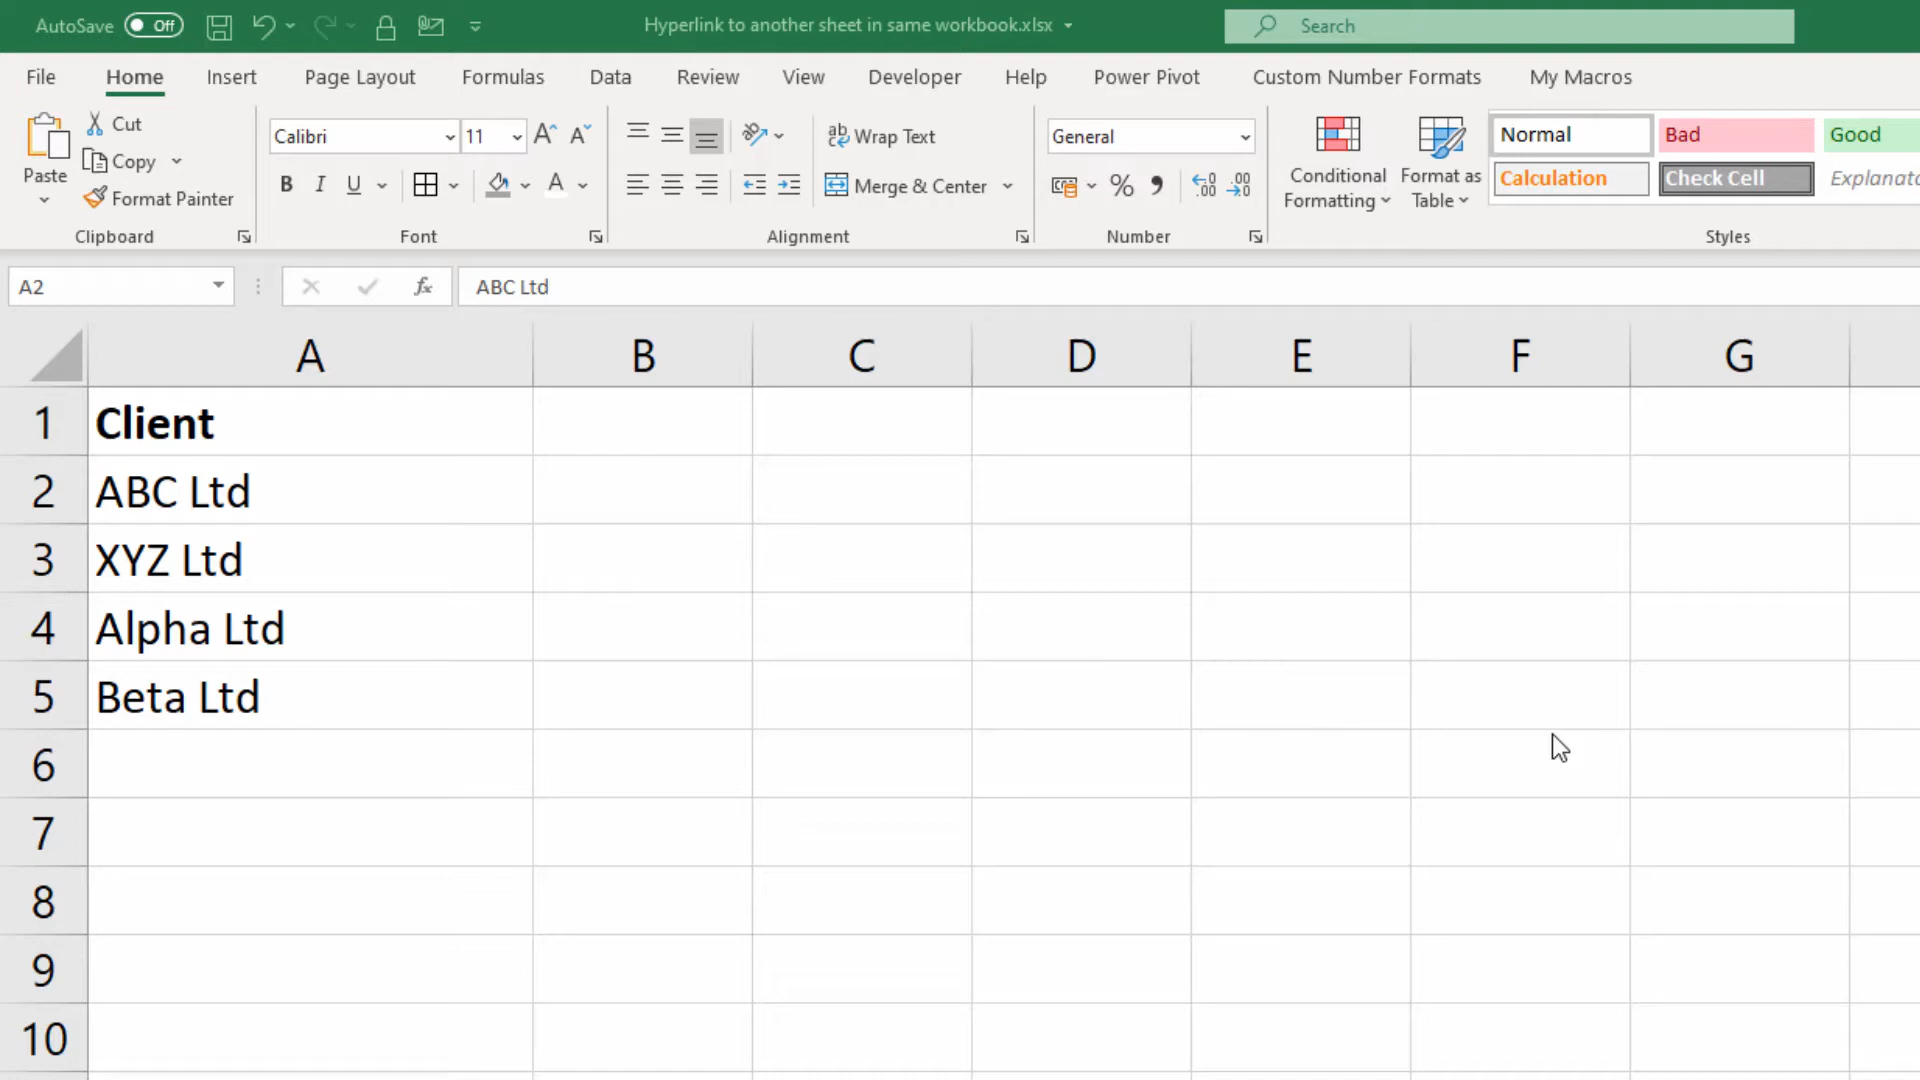 AutoSave Off Hyperlink to another sheet in same workbook.xlsx Search
File Home Insert Page Layout Formulas Data Review View Developer Help Power Pivot Custom Number Formats My Macros
Paste
Cut
Copy
Format Painter
Clipboard
Calibri 11
B I U A
Font
Wrap Text
Merge & Center
Alignment
General
% 9
Number
Conditional Formatting
Format as Table
Normal Bad Good
Calculation Check Cell
Styles
A2 fx ABC Ltd
A B C D E F G
1 Client
2 ABC Ltd
3 XYZ Ltd
4 Alpha Ltd
5 Beta Ltd
6
7
8
9
10